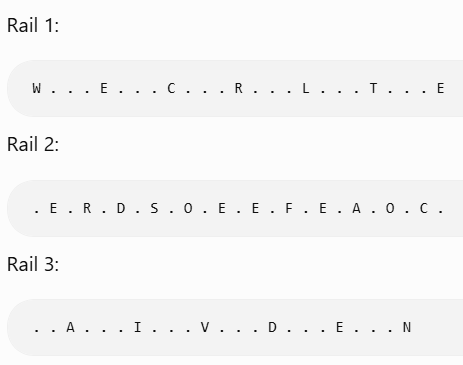 Rail 1:
W . . . E . . . C . . . R . . . L . . . T . . . E
Rail 2:
. E . R . D . S . O . E . E . F . E . A . O . C .
Rail 3:
. . A . . . I . . . V . . . D . . . E . . . N